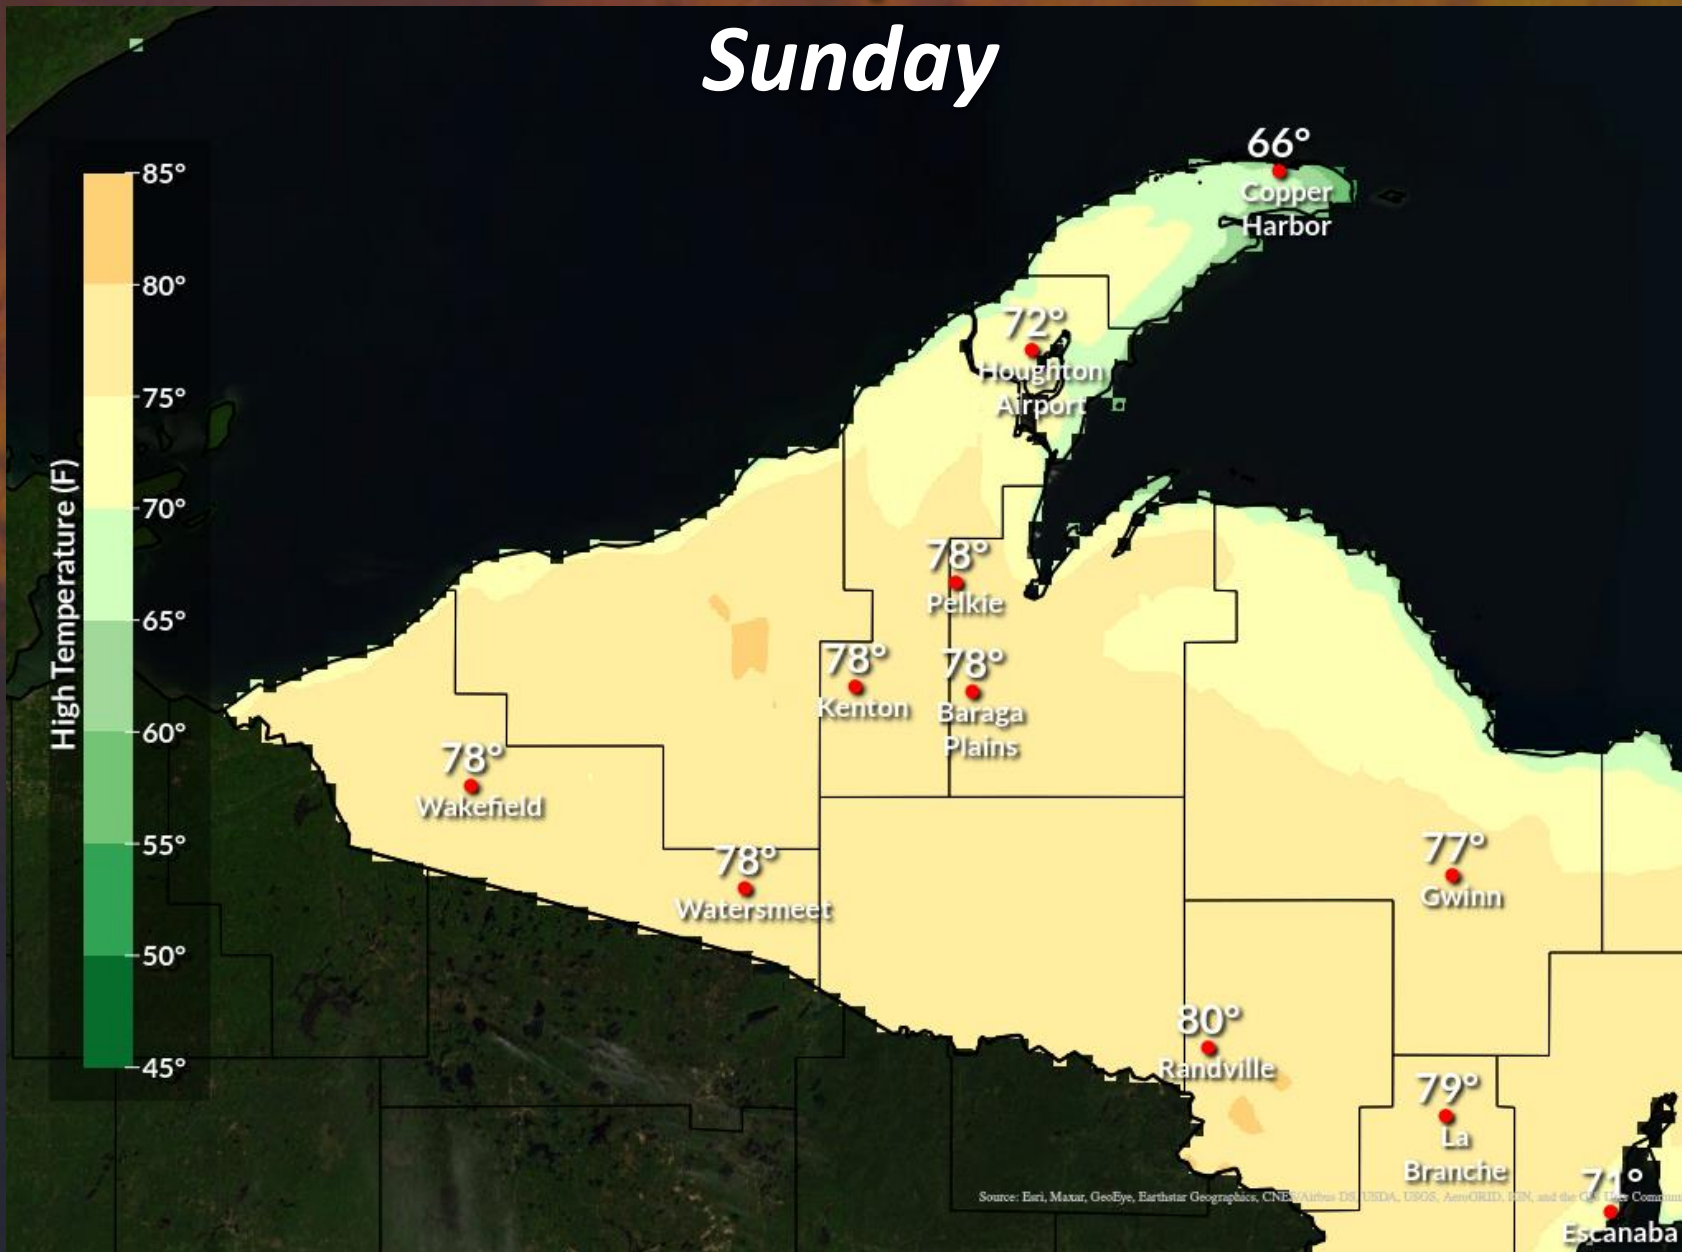 Sunday
85°
80°
75°
70°
65°
60°
55°
50°
45°
High Temperature (F)
66°
Copper
Harbor
72°
Houghton
Airport
78°
Pelkie
78°
Kenton
78°
Baraga
Plains
78°
Wakefield
78°
Watersmeet
77°
Gwinn
80°
Randville
79°
La
Branche
71°
Escanaba
Source: Esri, Maxar, GeoEye, Earthstar Geographics, CNES/Airbus DS, USDA, USGS, AeroGRID, IGN, and the GIS User